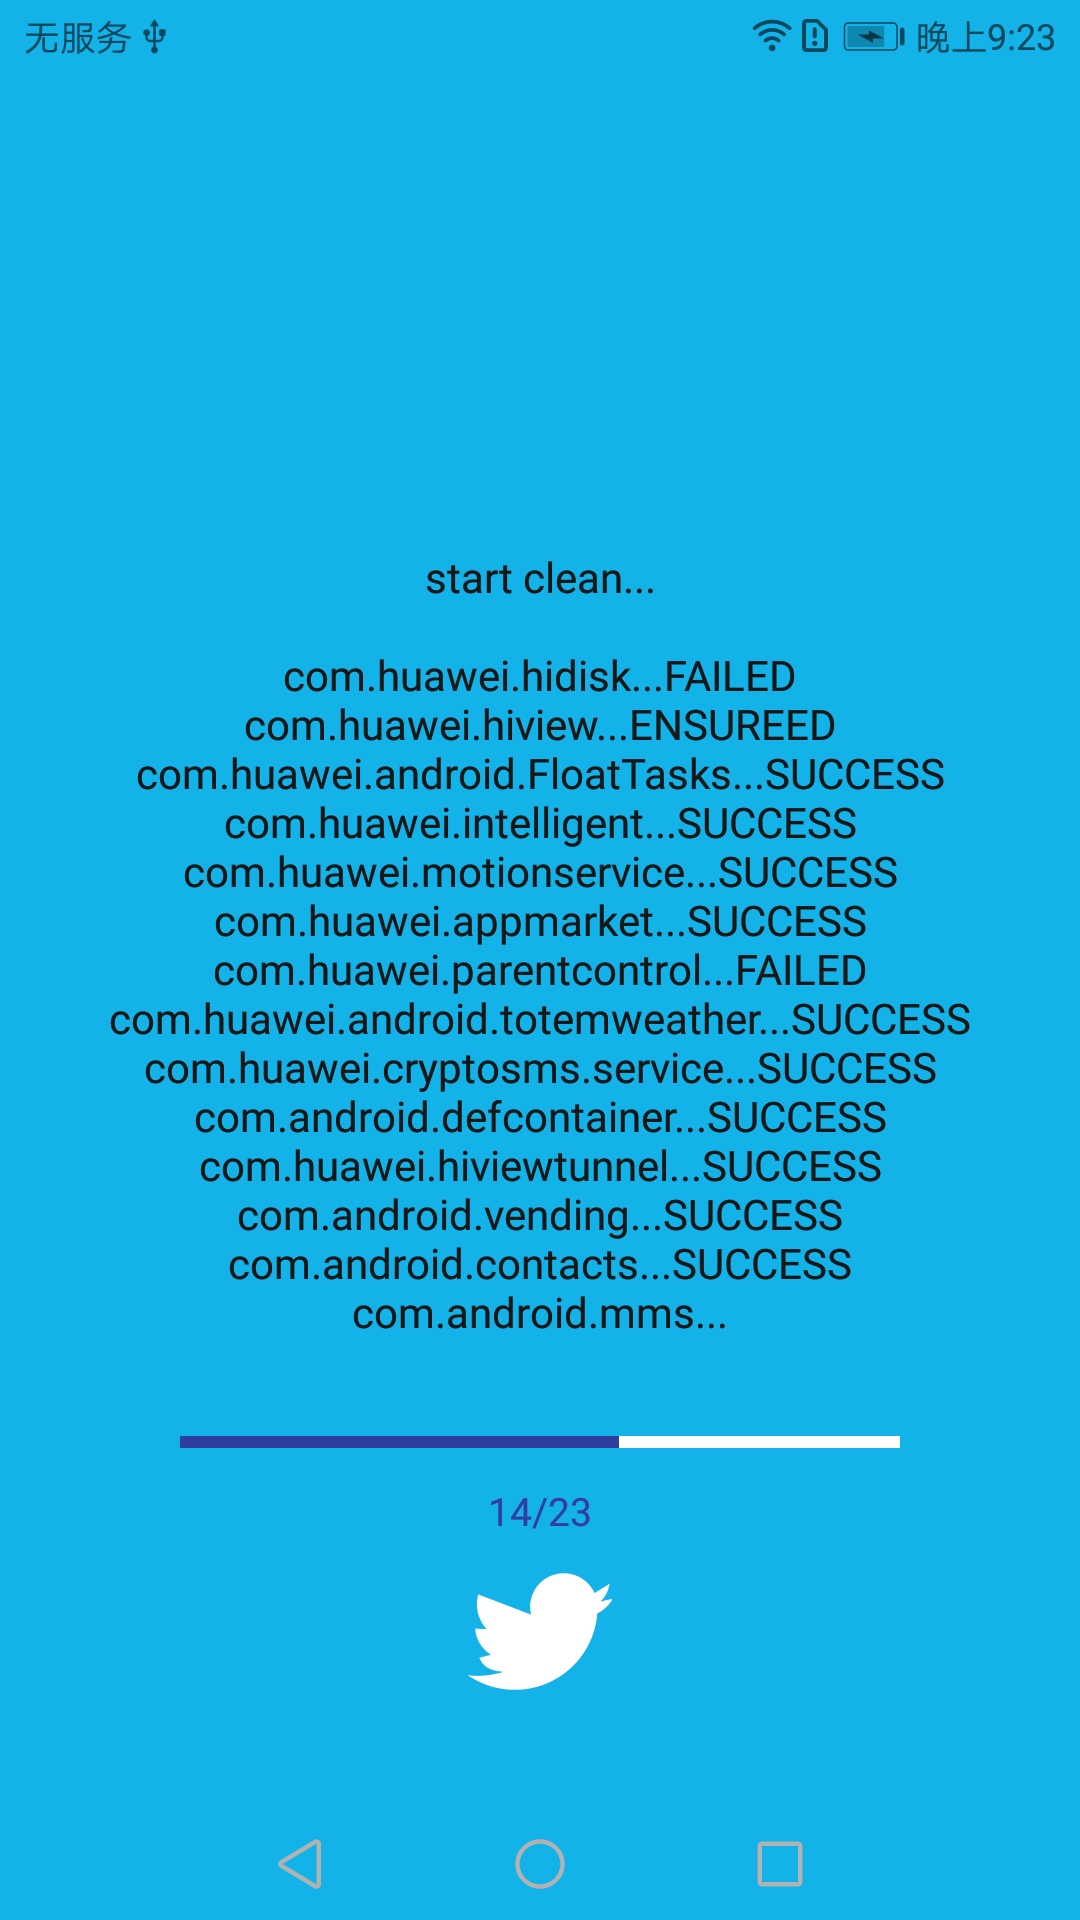 无服务
晚上9:23
start clean...
com.huawei.hidisk...FAILED
com.huawei.hiview...ENSUREED
com.huawei.android.FloatTasks...SUCCESS
com.huawei.intelligent...SUCCESS
com.huawei.motionservice...SUCCESS
com.huawei.appmarket...SUCCESS
com.huawei.parentcontrol...FAILED
com.huawei.android.totemweather...SUCCESS
com.huawei.cryptosms.service...SUCCESS
com.android.defcontainer...SUCCESS
com.huawei.hiviewtunnel...SUCCESS
com.android.vending...SUCCESS
com.android.contacts...SUCCESS
com.android.mms...
14/23